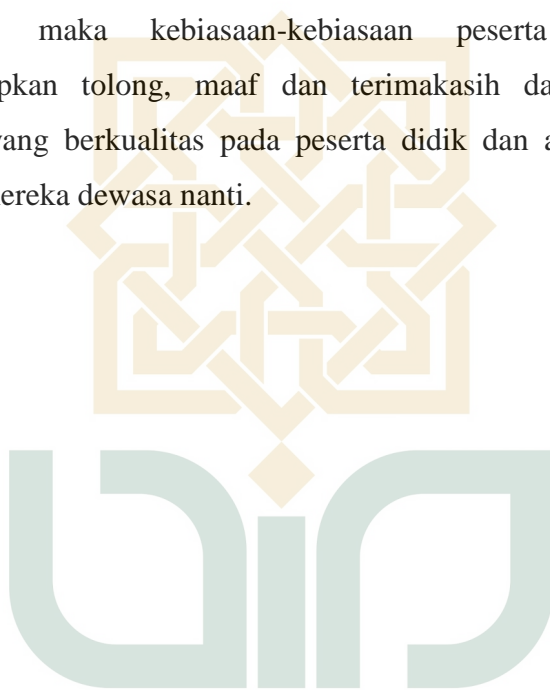 maka kebiasaan-kebiasaan peserta
pkan tolong, maaf dan terimakasih da
yang berkualitas pada peserta didik dan a
ereka dewasa nanti.